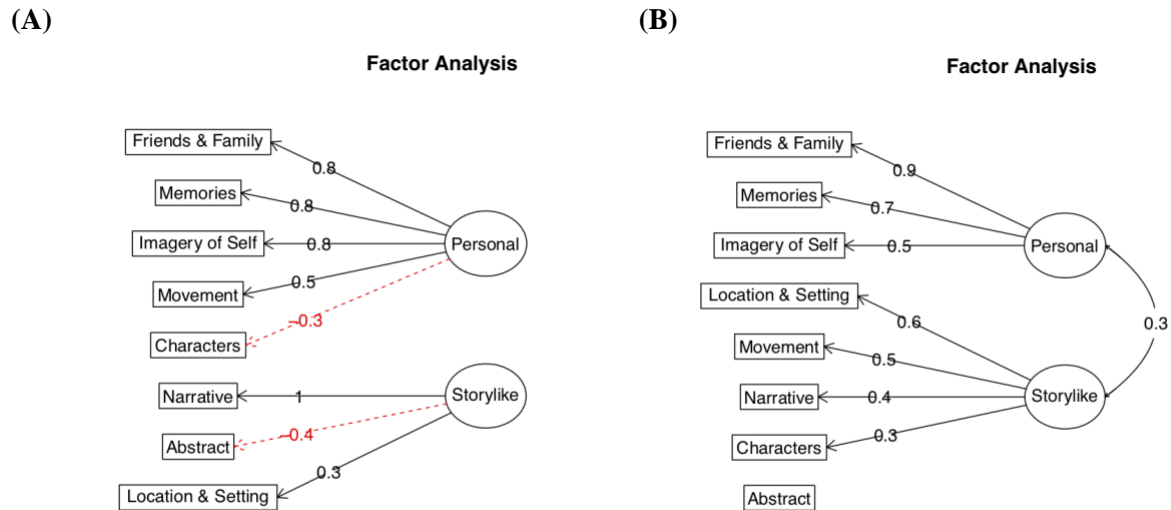 (A)
Factor Analysis
Friends & Family
0.8
Memories
0.8
Imagery of Self
0.8
Personal
Movement
0.5
Characters
−0.3
Narrative
1
Storylike
Abstract
−0.4
Location & Setting
0.3
(B)
Factor Analysis
Friends & Family
0.9
Memories
0.7
Imagery of Self
0.5
Personal
Location & Setting
0.6
0.3
Movement
0.5
Narrative
0.4
Storylike
Characters
0.3
Abstract